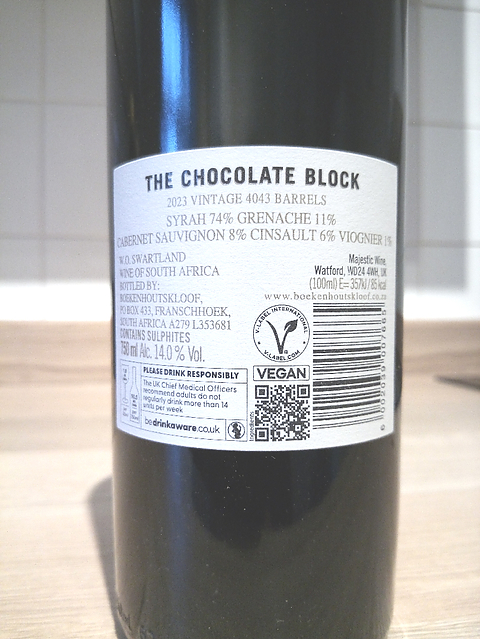 THE CHOCOLATE BLOCK
2023 VINTAGE 4043 BARRELS
SYRAH 74% GRENACHE 11%
CABERNET SAUVIGNON 8% CINSAULT 6% VIOGNIER 1%
W.O. SWARTLAND
WINE OF SOUTH AFRICA
BOTTLED BY:
BOEKENHOUTSKLOOF,
PO BOX 433, FRANSCHHOEK,
SOUTH AFRICA A279 L353681
CONTAINS SULPHITES
750 ml Alc. 14.0 % Vol.
Majestic Wine,
Watford, WD24 4WH, UK
(100ml) E= 357kJ / 85 kcal
www.boekenhoutskloof.co.za
V-LABEL INTERNATIONAL
V-LABEL.COM
VEGAN
Ingredients
PLEASE DRINK RESPONSIBLY
The UK Chief Medical Officers
recommend adults do not
regularly drink more than 14
units per week
bedrinkaware.co.uk